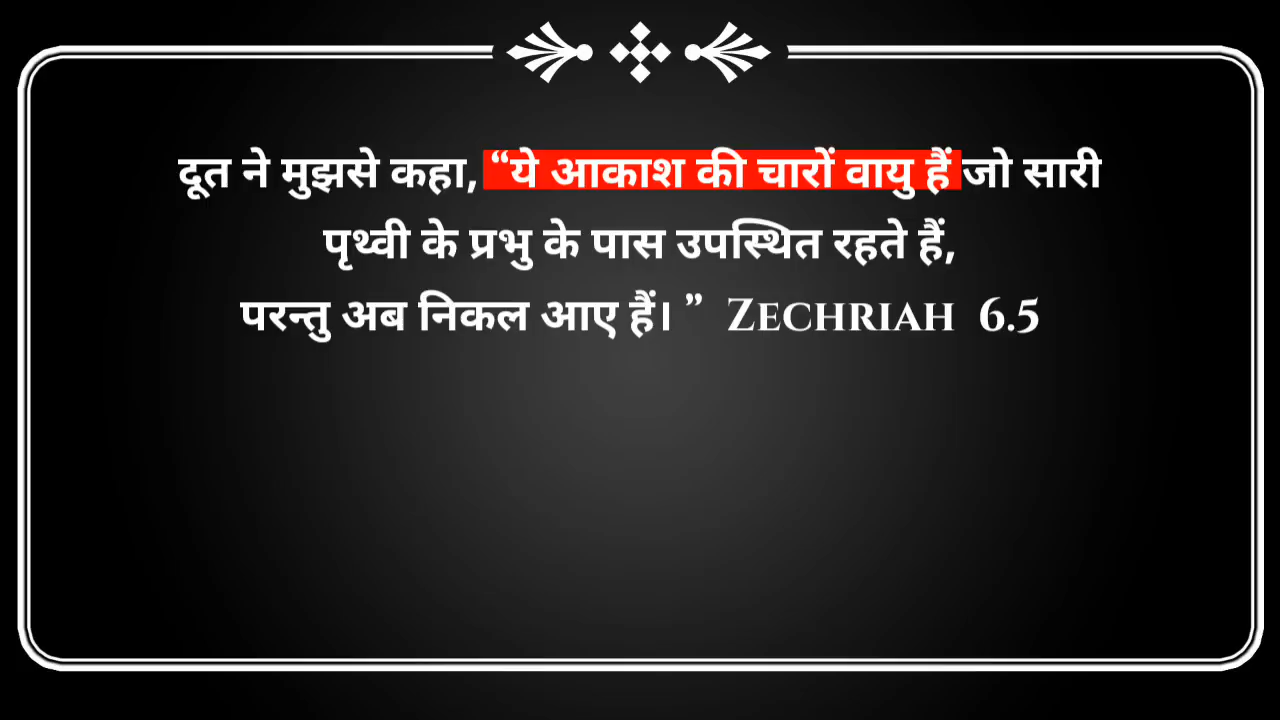 दूत ने मुझसे कहा, “ये आकाश की चारों वायु हैं जो सारी
पृथ्वी के प्रभु के पास उपस्थित रहते हैं,
परन्तु अब निकल आए हैं। ” ZECHRIAH 6.5